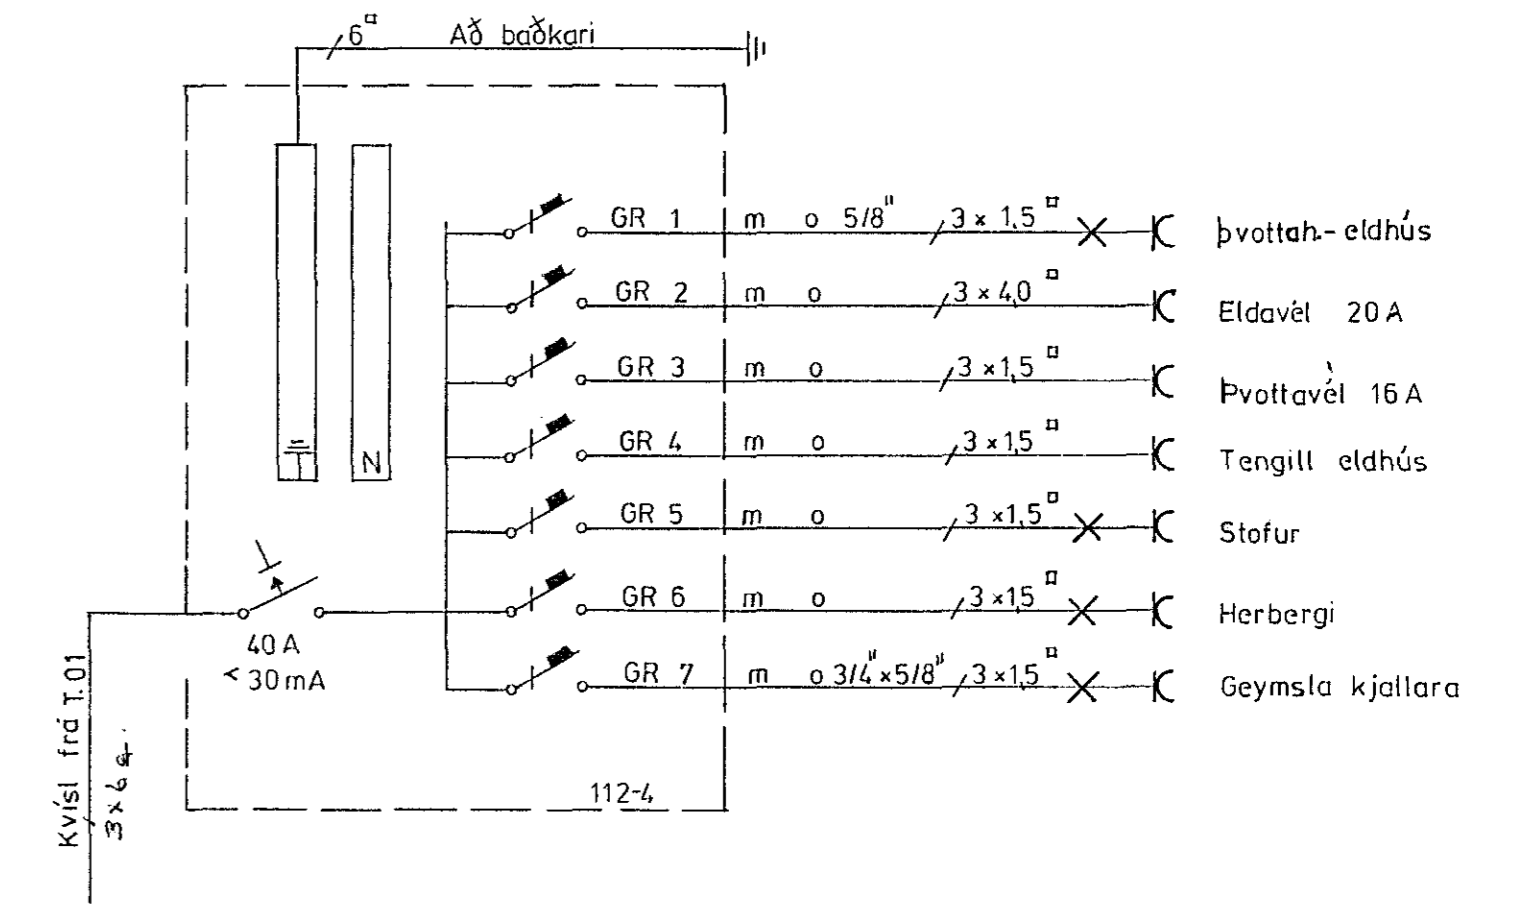 6¤ Að baðkari
GR 1 m o 5/8" 3 x 1,5 ¤ þvottah.- eldhús
GR 2 m o 3 x 4,0 ¤ Eldavél 20 A
GR 3 m o 3 x 1,5 ¤ Þvottavél 16 A
GR 4 m o 3 x 1,5 ¤ Tengill eldhús
N
GR 5 m o 3 x 1,5 ¤ Stofur
GR 6 m o 3 x 1,5 ¤ Herbergi
40 A
< 30 mA
GR 7 m o 3/4" x 5/8" 3 x 1,5 ¤ Geymsla kjallara
112-4
Kvísl frá T.01
3 x 6 q.